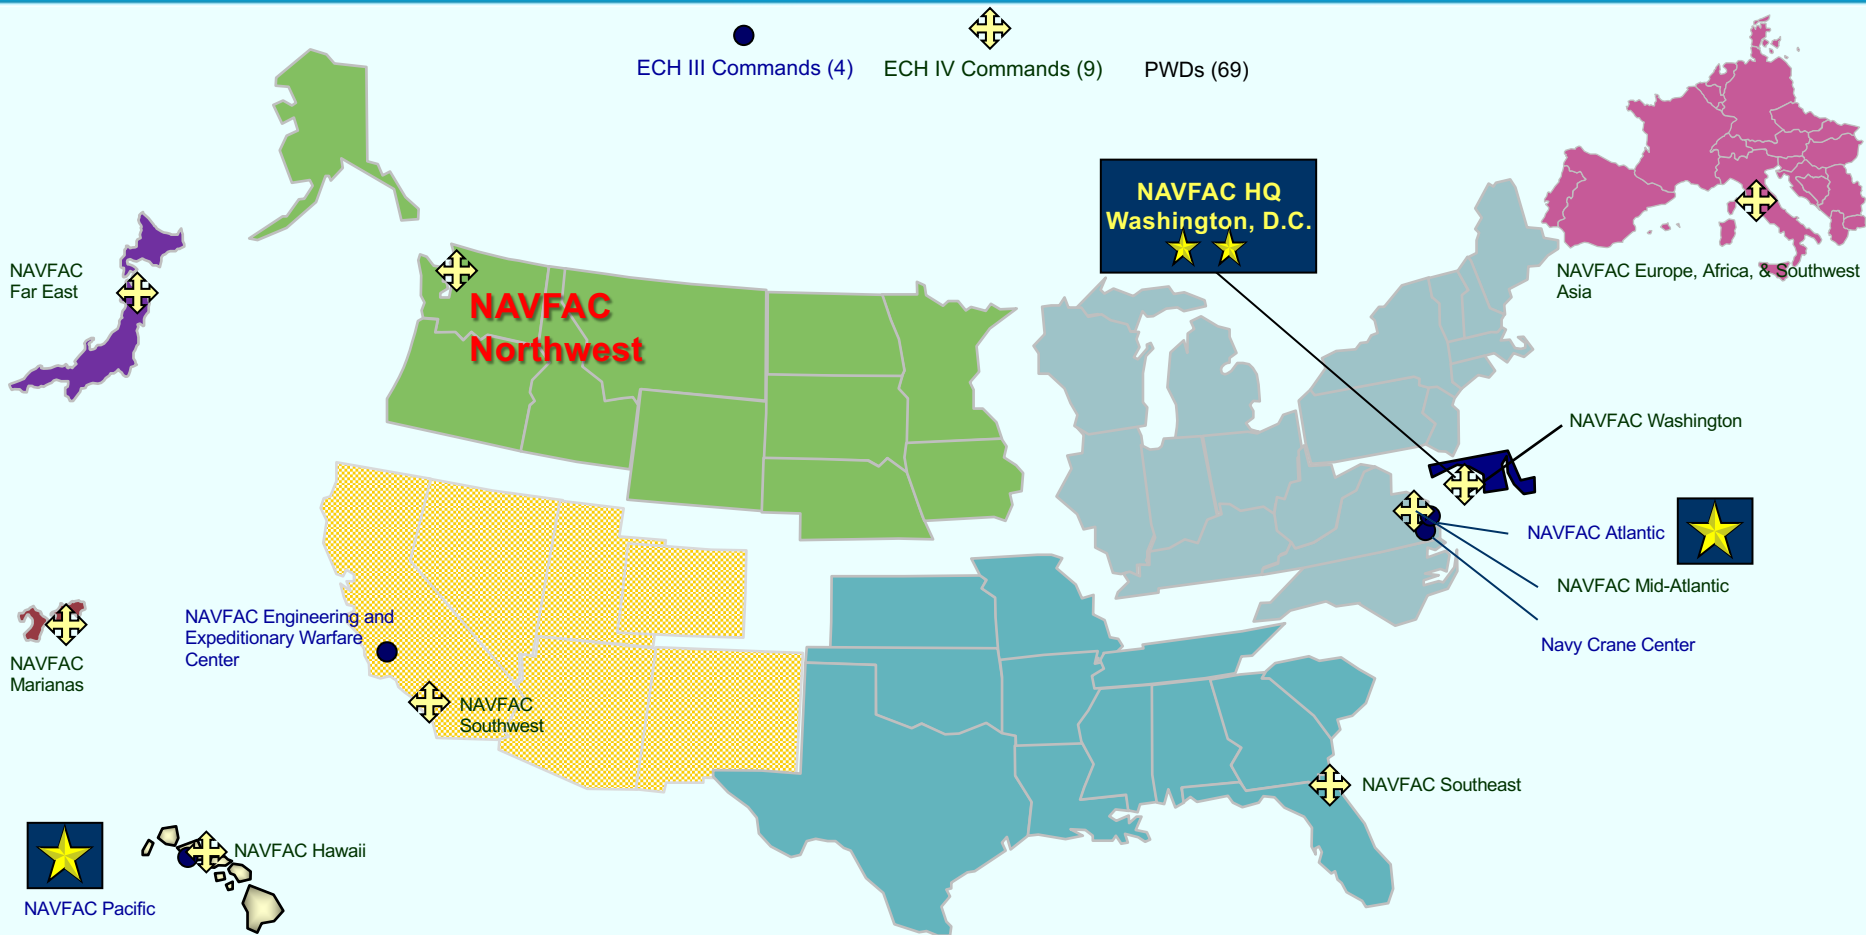 ECH III Commands (4)
ECH IV Commands (9)
PWDs (69)
NAVFAC HQ
Washington, D.C.
NAVFAC
Far East
NAVFAC
Northwest
NAVFAC Europe, Africa, & Southwest
Asia
NAVFAC Washington
NAVFAC Atlantic
NAVFAC Mid-Atlantic
Navy Crane Center
NAVFAC Engineering and
Expeditionary Warfare
Center
NAVFAC
Marianas
NAVFAC
Southwest
NAVFAC Southeast
NAVFAC Hawaii
NAVFAC Pacific